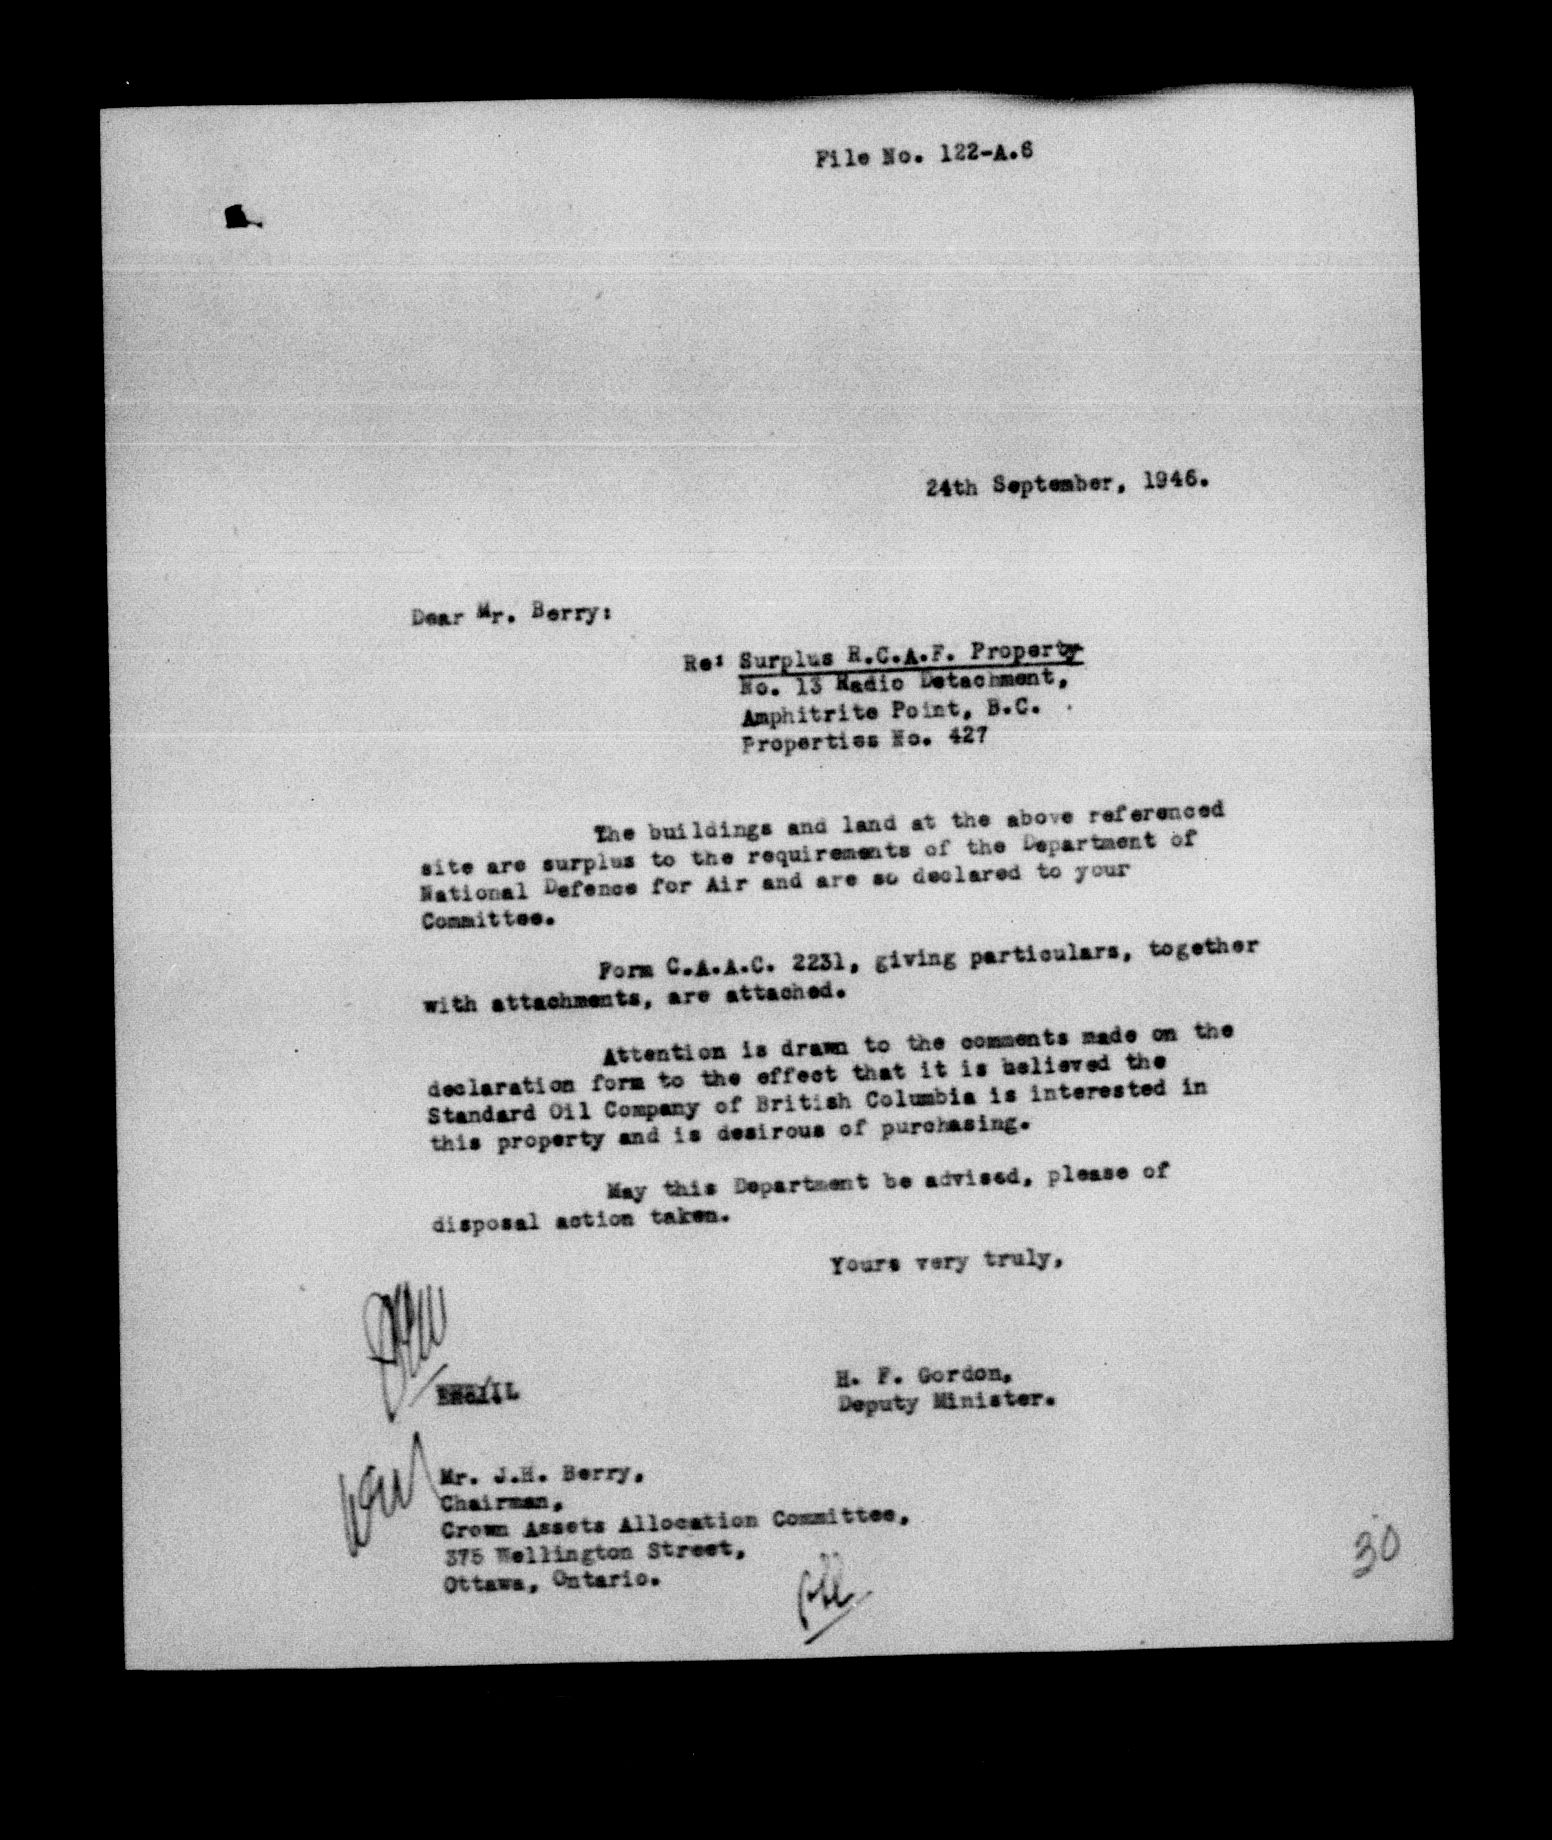 File No. 122-A.6
24th September, 1946.
Dear Mr. Berry:
Re: Surplus R.C.A.F. Property
No. 13 Radio Detachment,
Amphitrite Point, B.C.
Properties No. 427
The buildings and land at the above referenced
site are surplus to the requirements of the Department of
National Defence for Air and are so declared to your
Committee.
Form C.A.A.C. 2231, giving particulars, together
with attachments, are attached.
Attention is drawn to the comments made on the
declaration form to the effect that it is believed the
Standard Oil Company of British Columbia is interested in
this property and is desirous of purchasing.
May this Department be advised, please of
disposal action taken.
Yours very truly,
H. F. Gordon,
Deputy Minister.
Mr. J.H. Berry,
Chairman,
Crown Assets Allocation Committee,
375 Wellington Street,
Ottawa, Ontario.
30